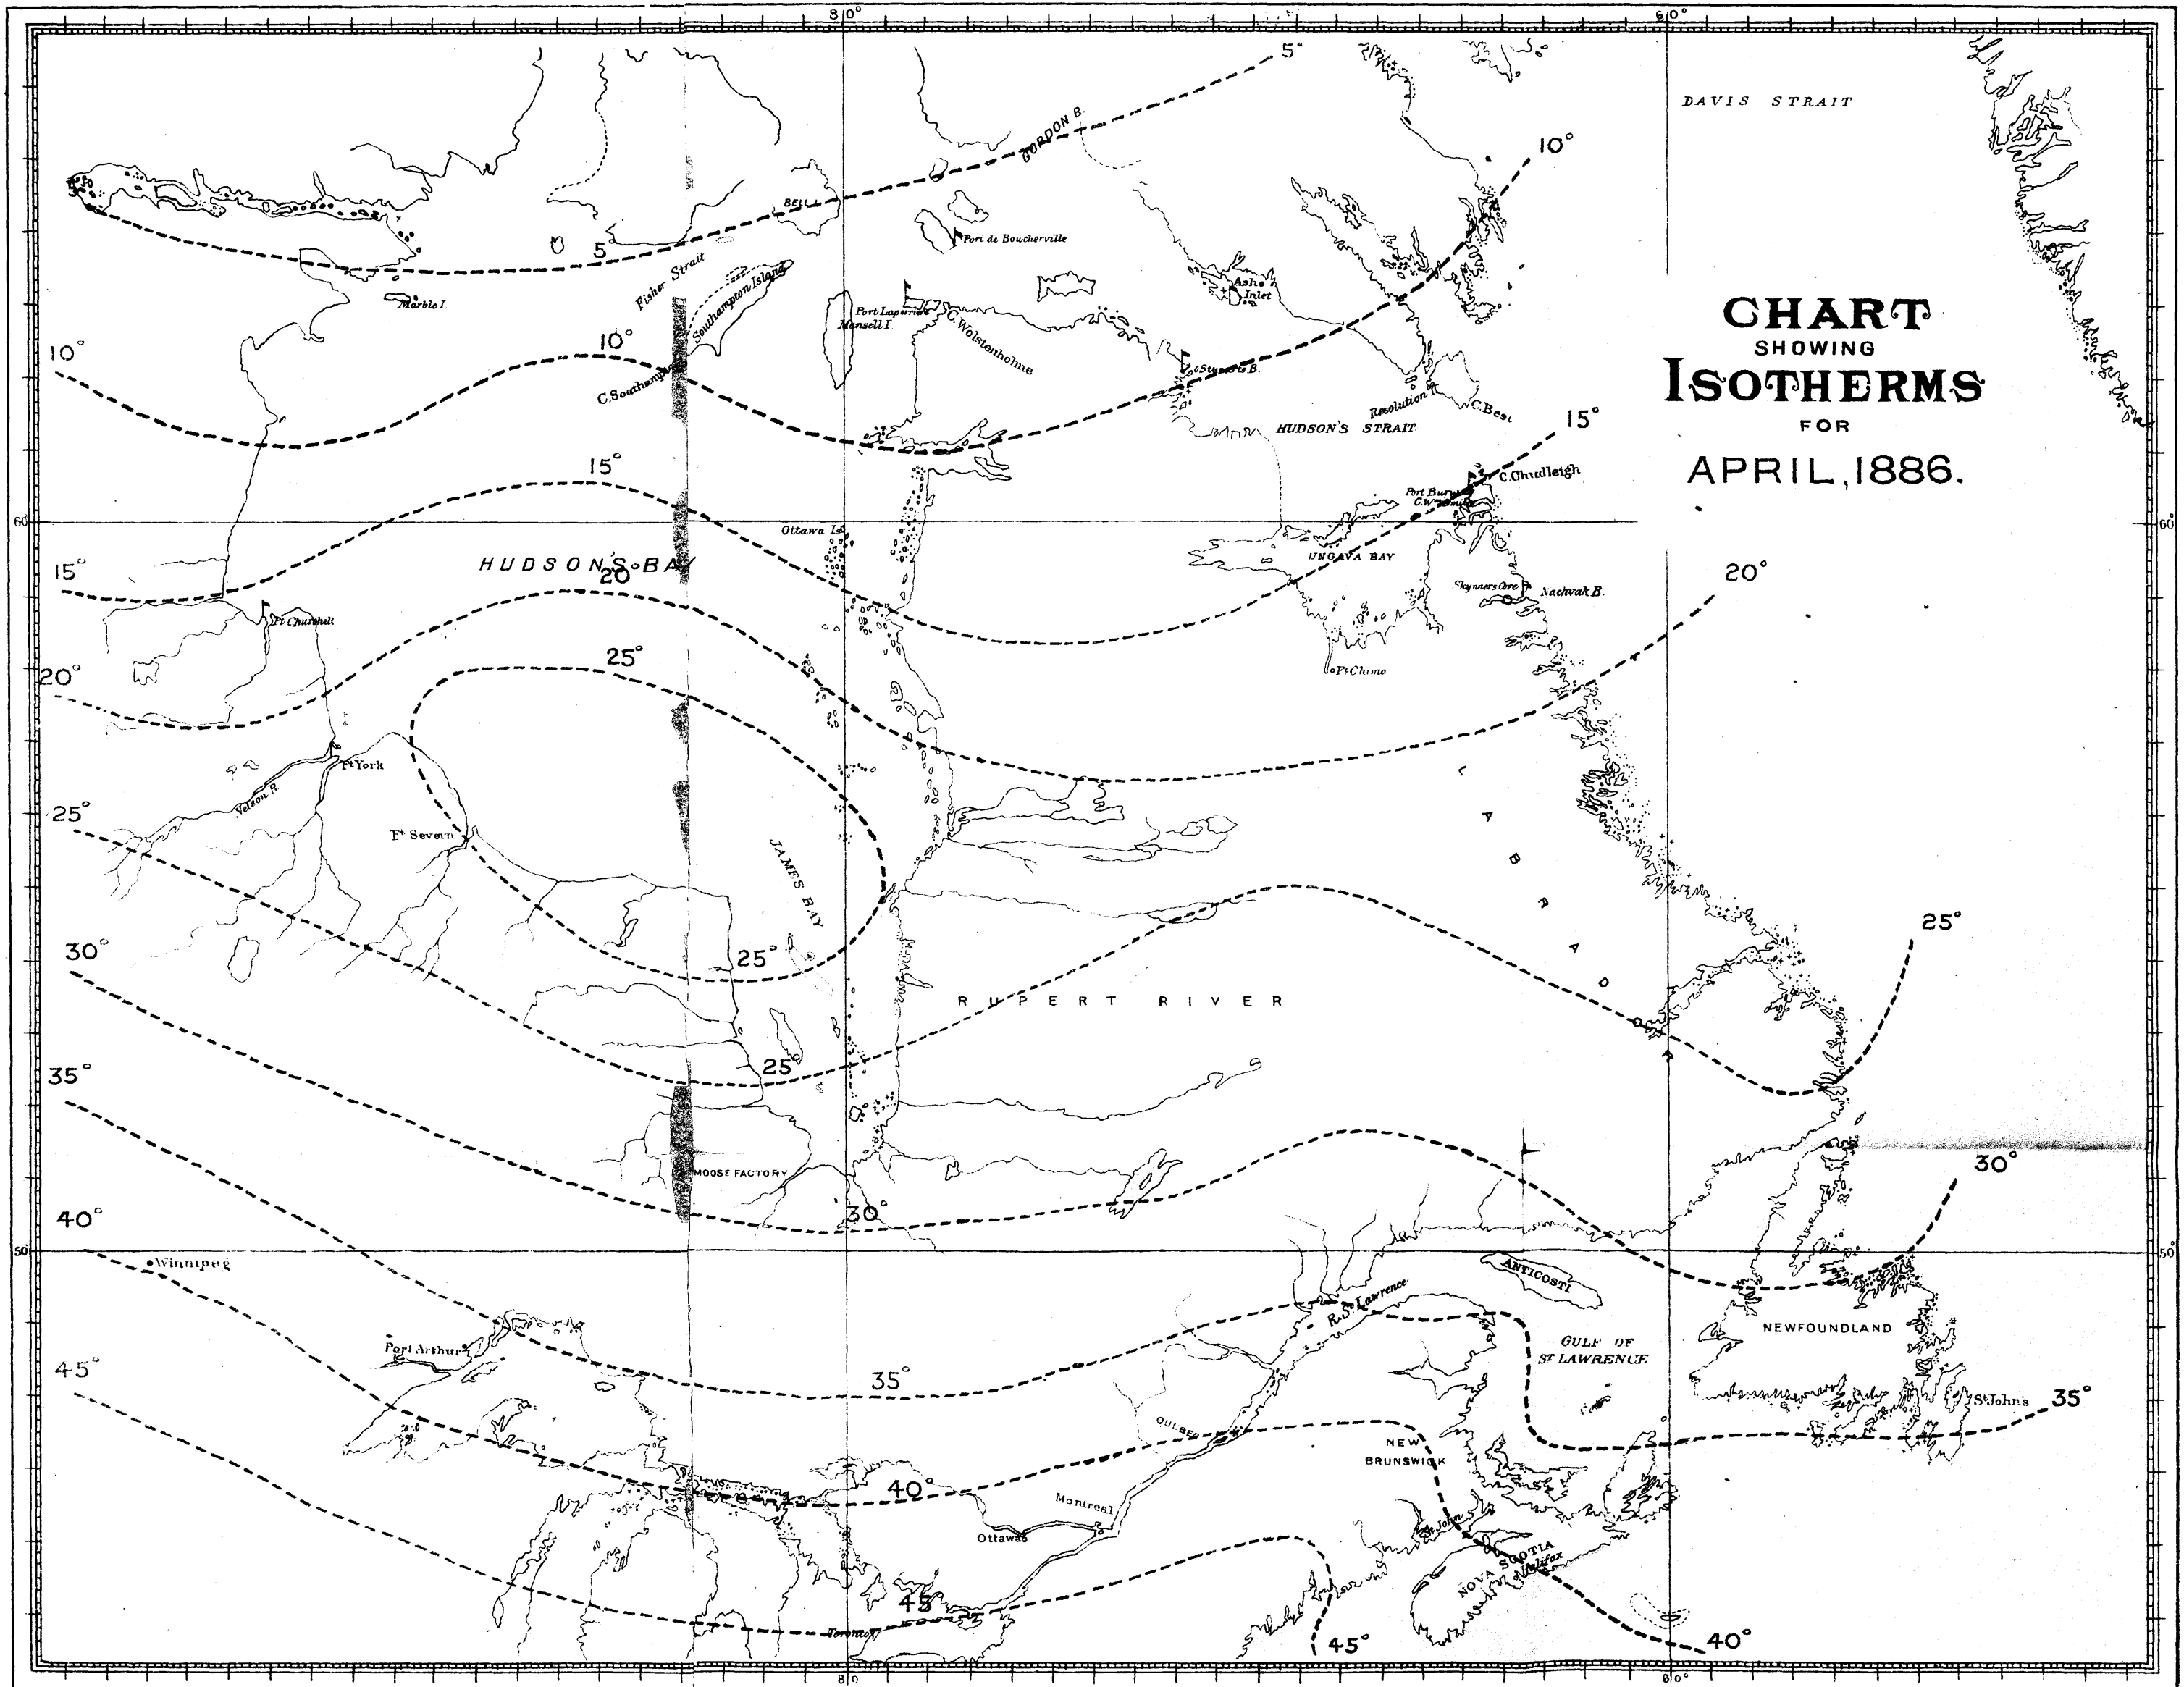 80°
60°
5°
DAVIS STRAIT
GORDON B.
10°
BELL I.
Port de Boucherville
5
Fisher Strait
Southampton Island
Marble I.
Ashe
Inlet
Port Laperriere
Mansell I.
C. Wolstenholme
CHART
SHOWING
ISOTHERMS
FOR
APRIL, 1886.
10°
10°
C. Southampton
Stuparts B.
Resolution I.
C. Best
15°
HUDSON'S STRAIT
15°
C. Chudleigh
Port Burwell
60
60°
Ottawa Is.
UNGAVA BAY
HUDSON'S BAY
15°
20°
20°
Skynners Cove
Nachvak B.
Ft. Churchill
25°
20°
Ft. Chimo
Ft York
Nelson R.
25°
Ft Severn
JAMES BAY
LABRADOR
25°
30°
25°
RUPERT RIVER
35°
25°
MOOSE FACTORY
30°
30°
40°
50°
50°
Winnipeg
ANTICOSTI
R. St. Lawrence
NEWFOUNDLAND
GULF OF
ST LAWRENCE
Port Arthur
45°
35°
St John's
35°
QUEBEC
NEW
BRUNSWICK
40°
Montreal
Ottawa
St John
NOVA SCOTIA
Halifax
45
Toronto
45°
40°
80°
60°